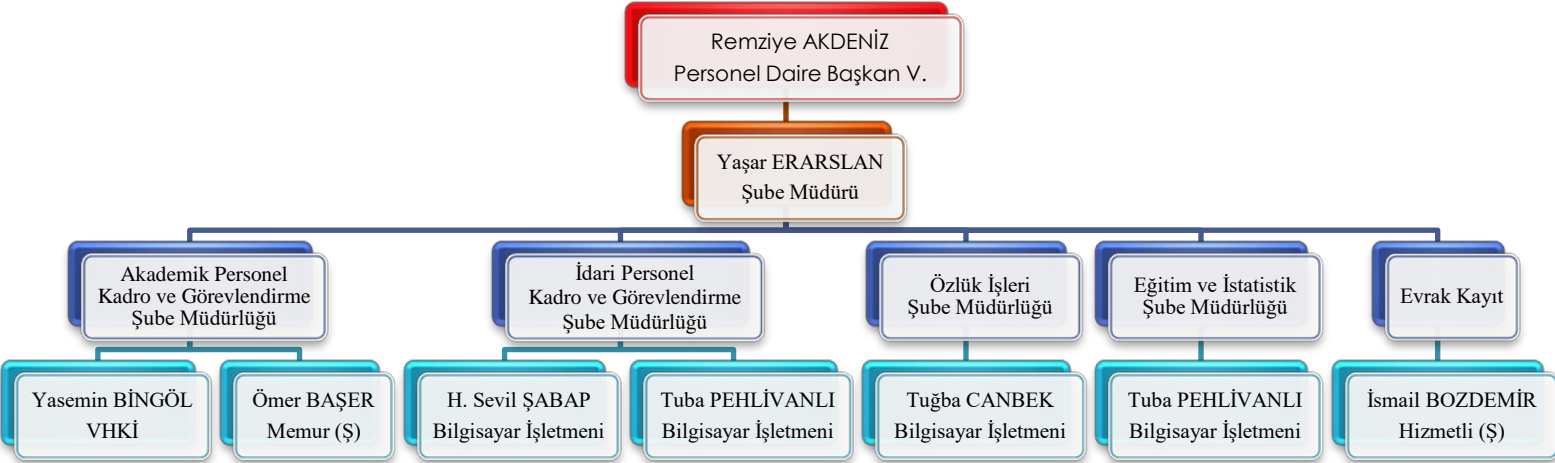 Remziye AKDENİZ
Personel Daire Başkan V.
Yaşar ERARSLAN
Şube Müdürü
Akademik Personel
Kadro ve Görevlendirme
Şube Müdürlüğü
İdari Personel
Kadro ve Görevlendirme
Şube Müdürlüğü
Özlük İşleri
Şube Müdürlüğü
Eğitim ve İstatistik
Şube Müdürlüğü
Evrak Kayıt
Yasemin BİNGÖL
VHKİ
Ömer BAŞER
Memur (Ş)
H. Sevil ŞABAP
Bilgisayar İşletmeni
Tuba PEHLİVANLI
Bilgisayar İşletmeni
Tuğba CANBEK
Bilgisayar İşletmeni
Tuba PEHLİVANLI
Bilgisayar İşletmeni
İsmail BOZDEMİR
Hizmetli (Ş)